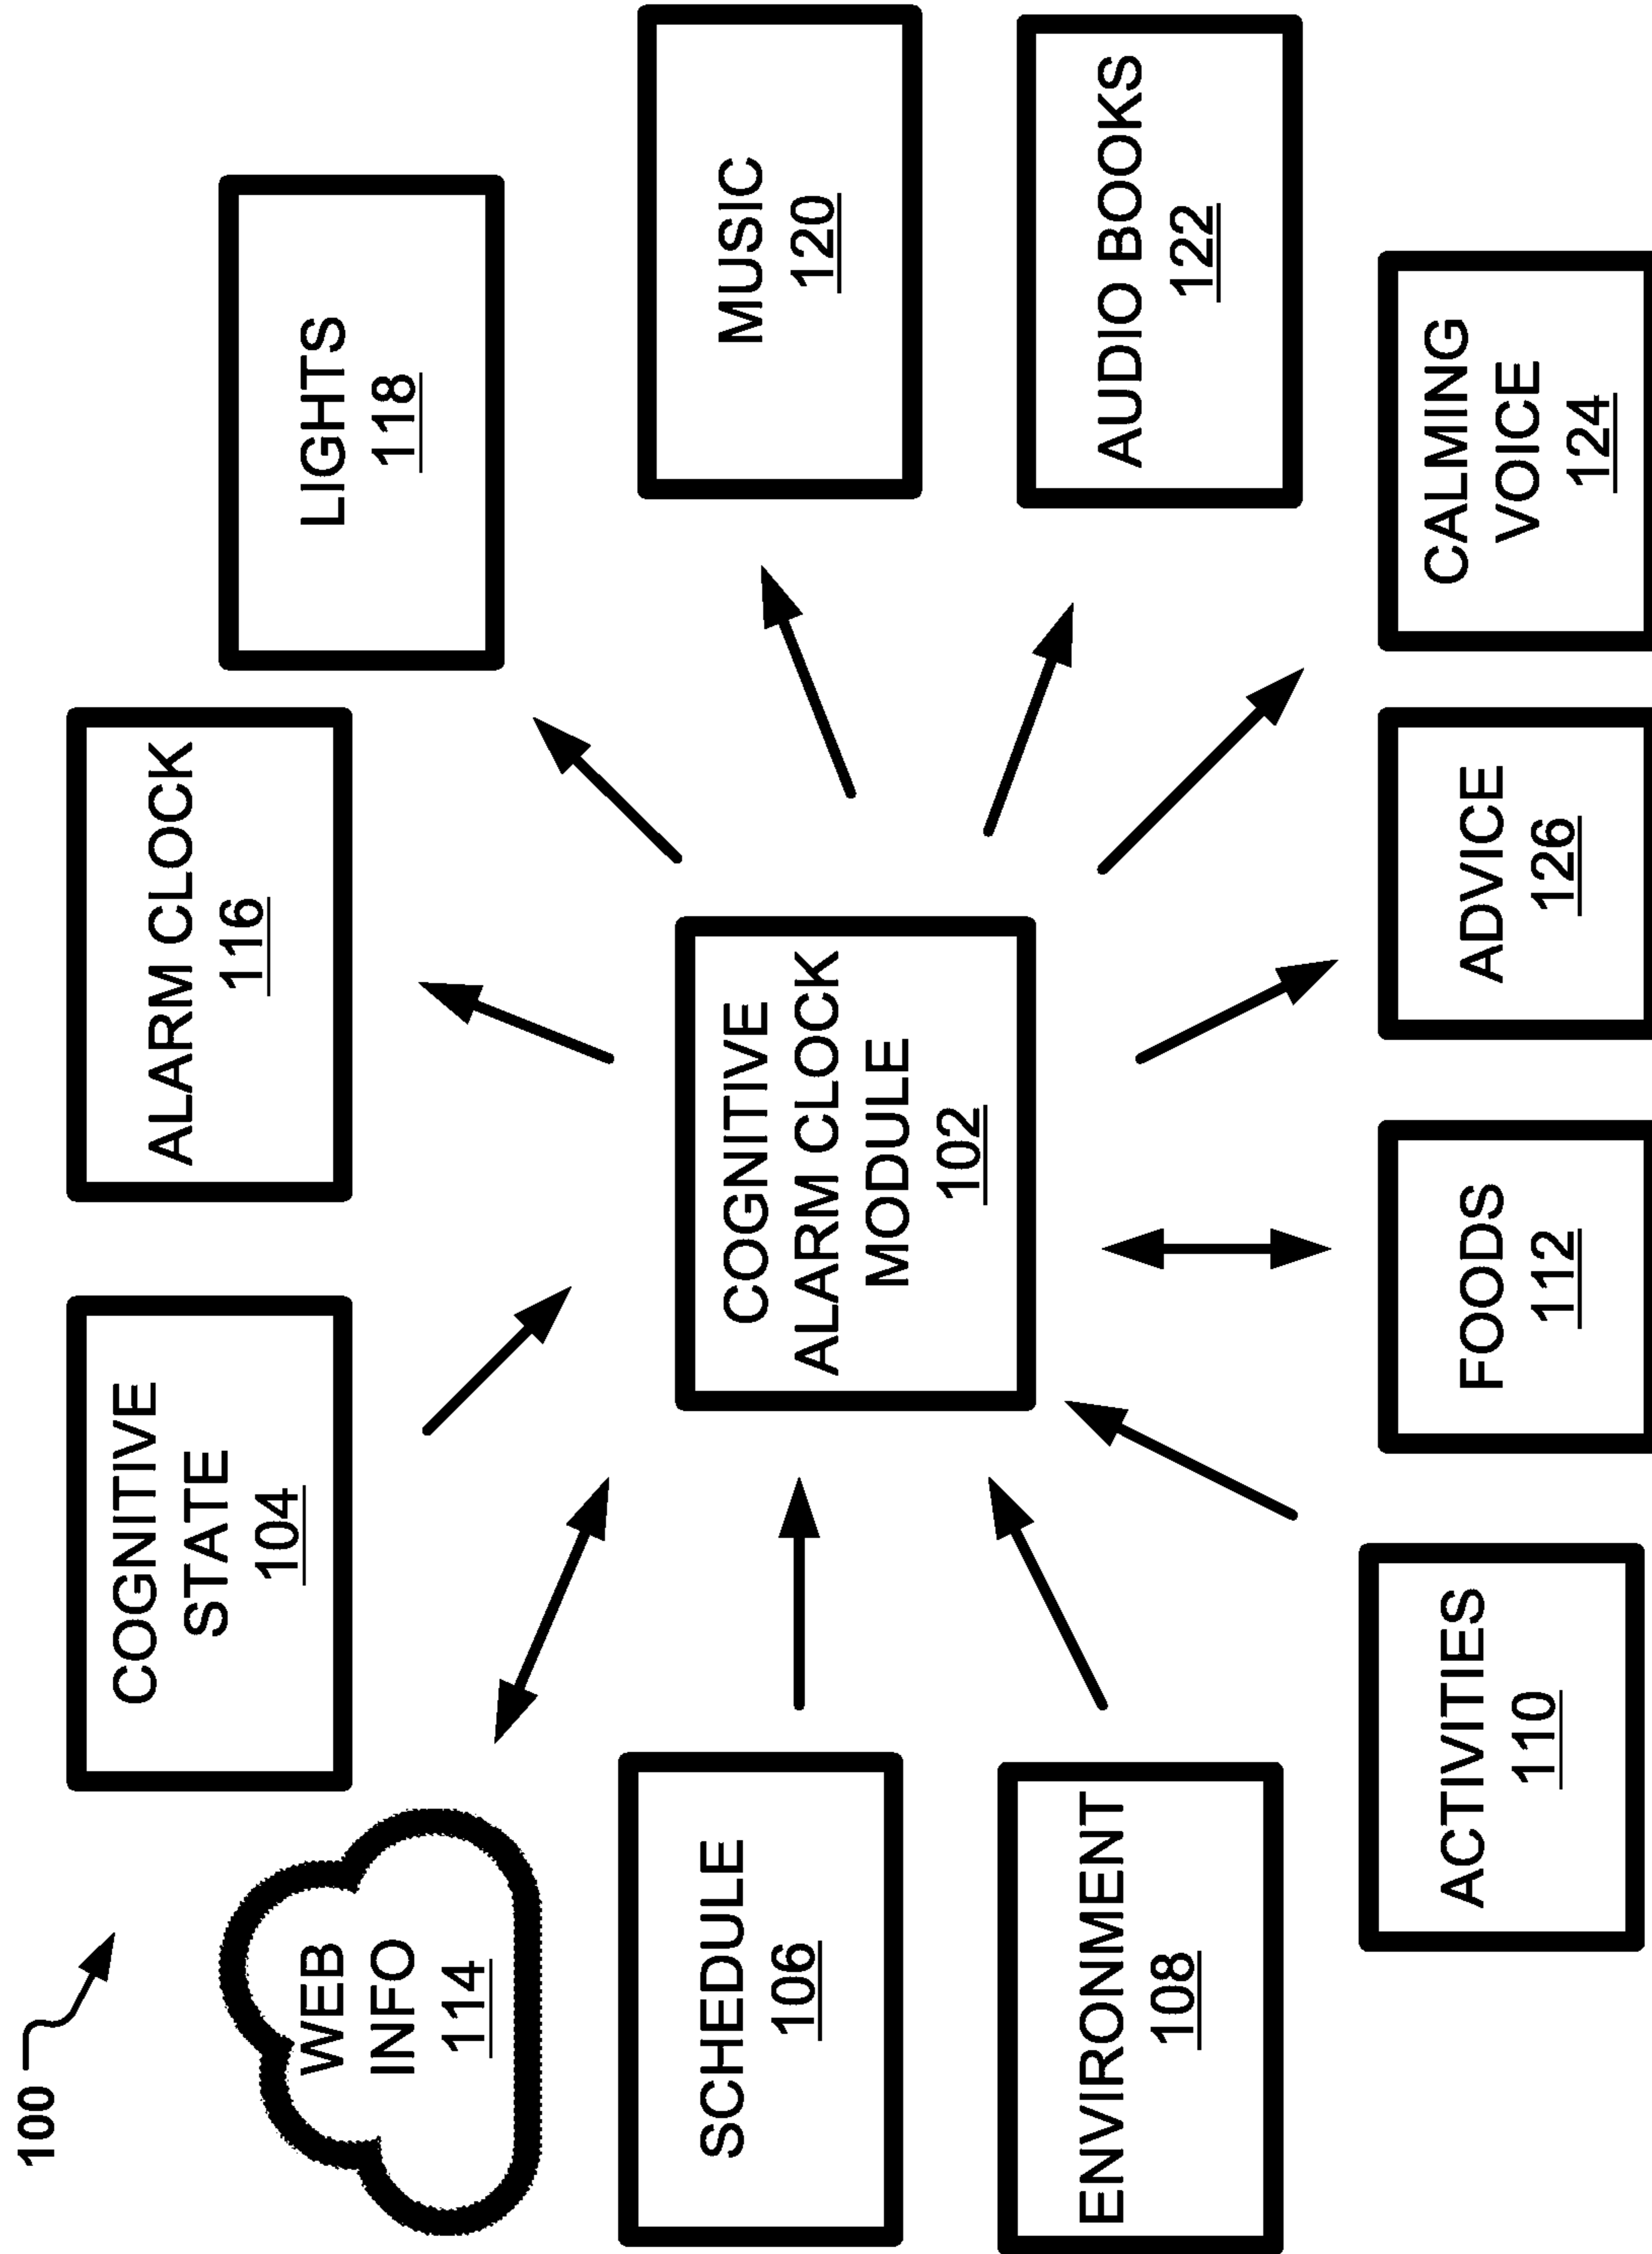 100
WEB
INFO
114
COGNITIVE
STATE
104
ALARM CLOCK
116
LIGHTS
118
SCHEDULE
106
COGNITIVE
ALARM CLOCK
MODULE
102
MUSIC
120
ENVIRONMENT
108
AUDIO BOOKS
122
ACTIVITIES
110
FOODS
112
ADVICE
126
CALMING
VOICE
124